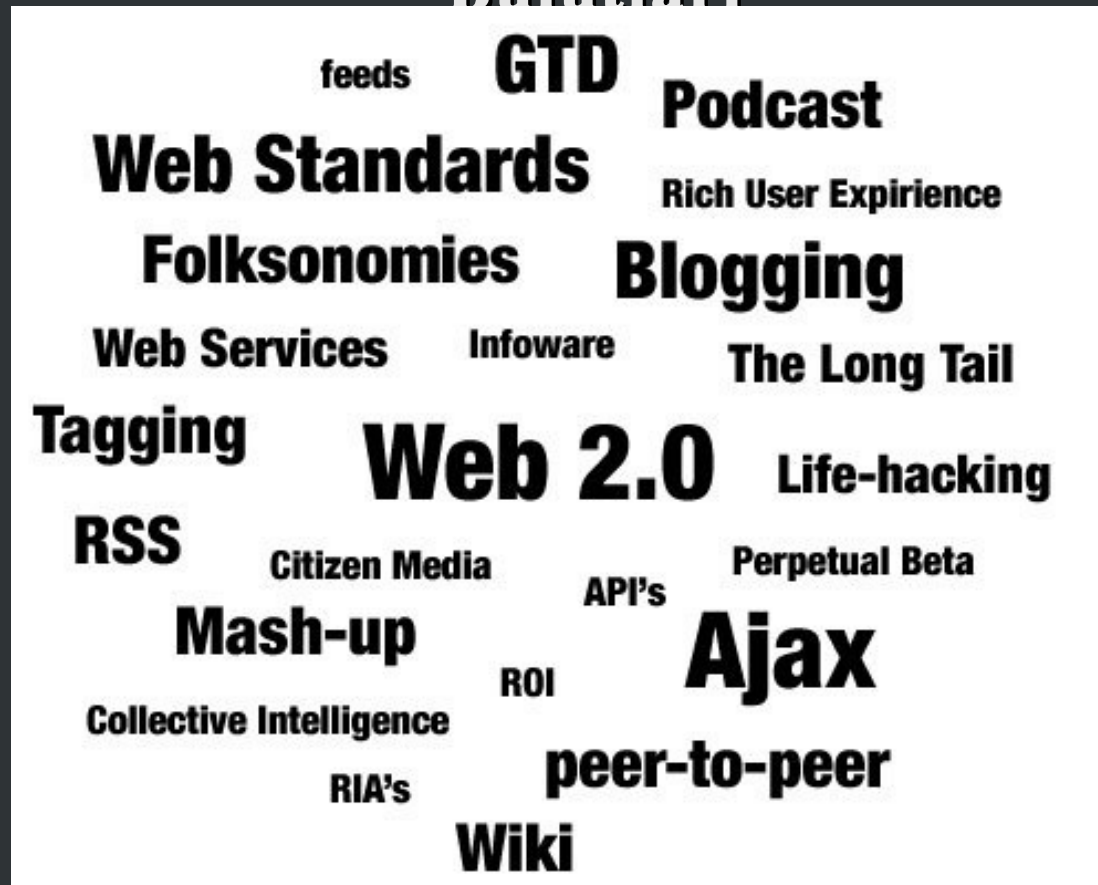 feeds
GTD
Podcast
Web Standards
Rich User Expirience
Folksonomies
Blogging
Web Services
Infoware
The Long Tail
Tagging
Web 2.0
Life-hacking
RSS
Citizen Media
Perpetual Beta
API's
Mash-up
Ajax
ROI
Collective Intelligence
peer-to-peer
RIA's
Wiki